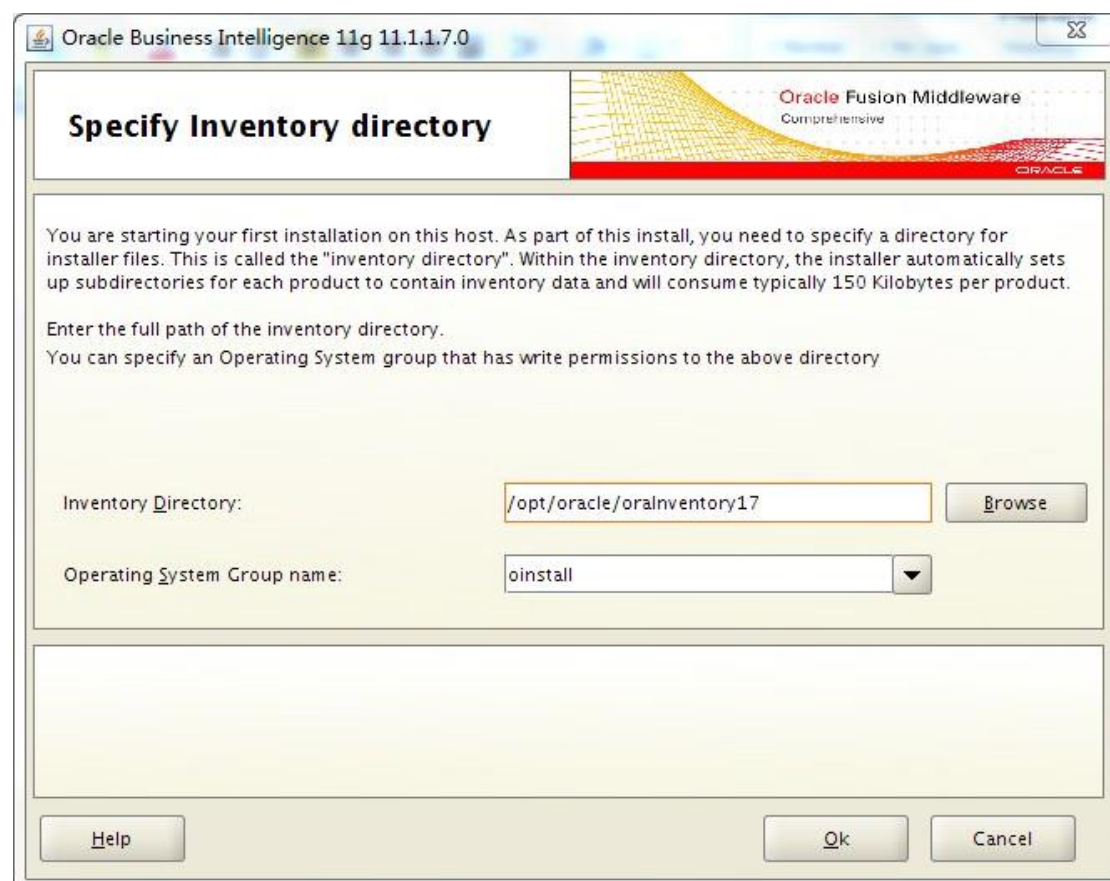 Oracle Business Intelligence 11g 11.1.1.7.0
Specify Inventory directory
Oracle Fusion Middleware
Comprehensive
ORACLE
You are starting your first installation on this host. As part of this install, you need to specify a directory for
installer files. This is called the "inventory directory". Within the inventory directory, the installer automatically sets
up subdirectories for each product to contain inventory data and will consume typically 150 Kilobytes per product.
Enter the full path of the inventory directory.
You can specify an Operating System group that has write permissions to the above directory
Inventory Directory:
/opt/oracle/oraInventory17
Browse
Operating System Group name:
oinstall
Help
Ok
Cancel